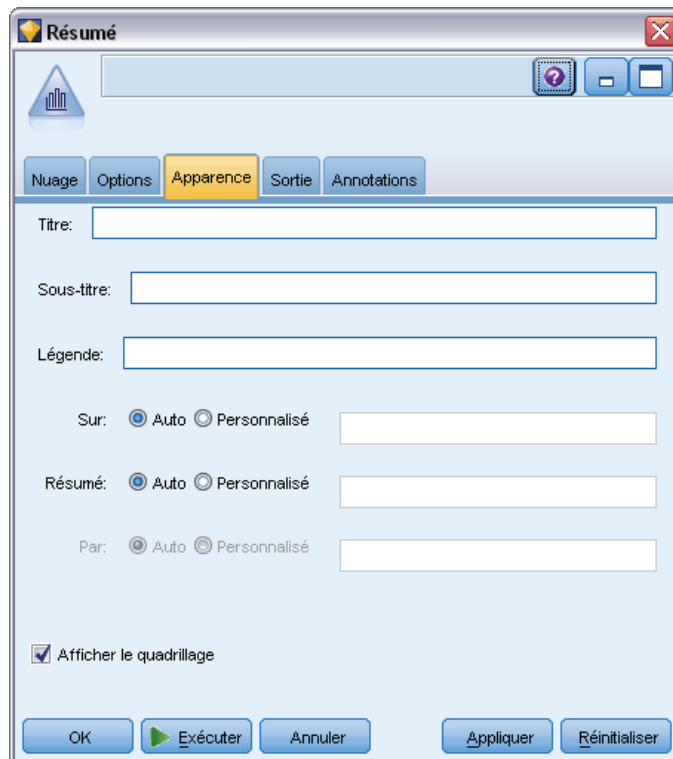 Résumé
Nuage Options Apparence Sortie Annotations
Titre:
Sous-titre:
Légende:
Sur: Auto Personnalisé
Résumé: Auto Personnalisé
Par: Auto Personnalisé
Afficher le quadrillage
OK Exécuter Annuler Appliquer Réinitialiser